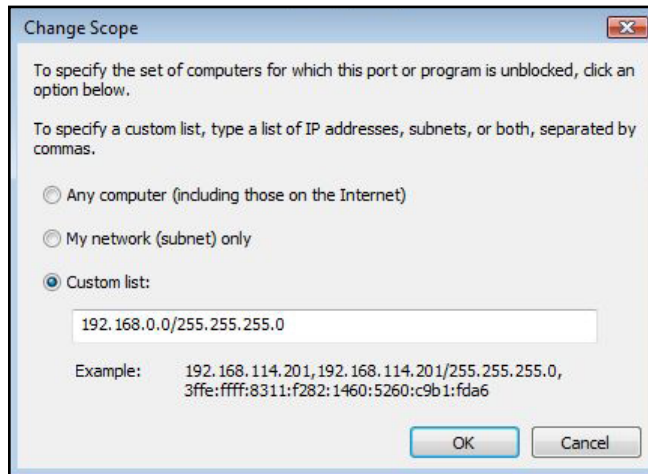 Change Scope
To specify the set of computers for which this port or program is unblocked, click an
option below.
To specify a custom list, type a list of IP addresses, subnets, or both, separated by
commas.
Any computer (including those on the Internet)
My network (subnet) only
Custom list:
192.168.0.0/255.255.255.0
Example: 192.168.114.201,192.168.114.201/255.255.255.0,
3ffe:ffff:8311:f282:1460:5260:c9b1:fda6
OK Cancel